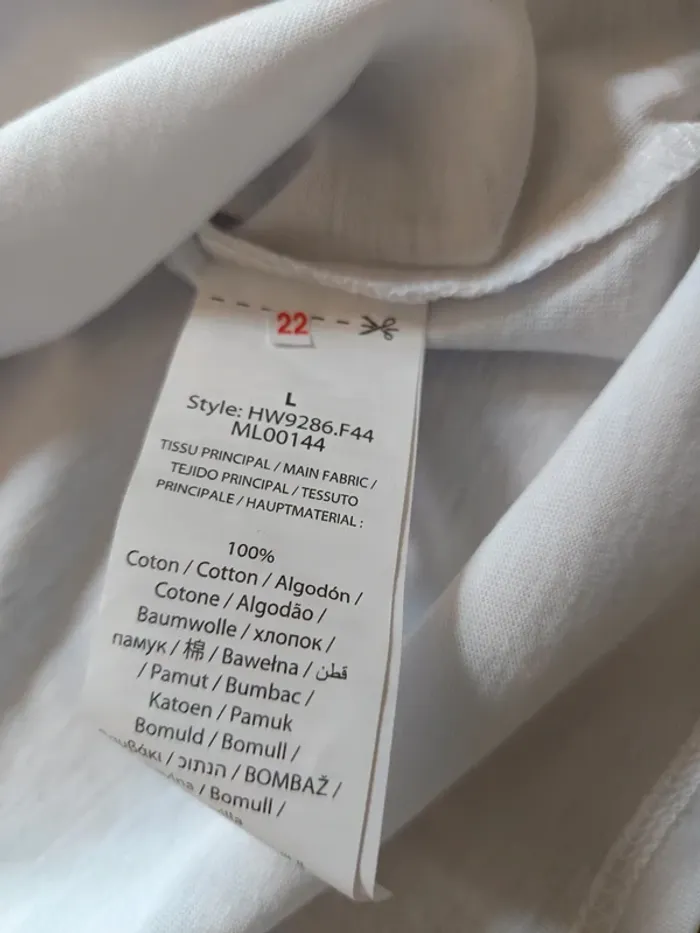 22
L
Style: HW9286.F44
ML00144
TISSU PRINCIPAL / MAIN FABRIC /
TEJIDO PRINCIPAL / TESSUTO
PRINCIPALE / HAUPTMATERIAL :
100%
Coton / Cotton / Algodón /
Cotone / Algodão /
Baumwolle / хлопок /
памук / 棉 / Bawełna / قطن
/ Pamut / Bumbac /
Katoen / Pamuk
Bomuld / Bomull /
/ הנתוכ / BOMBAŽ /
/ Bomull /